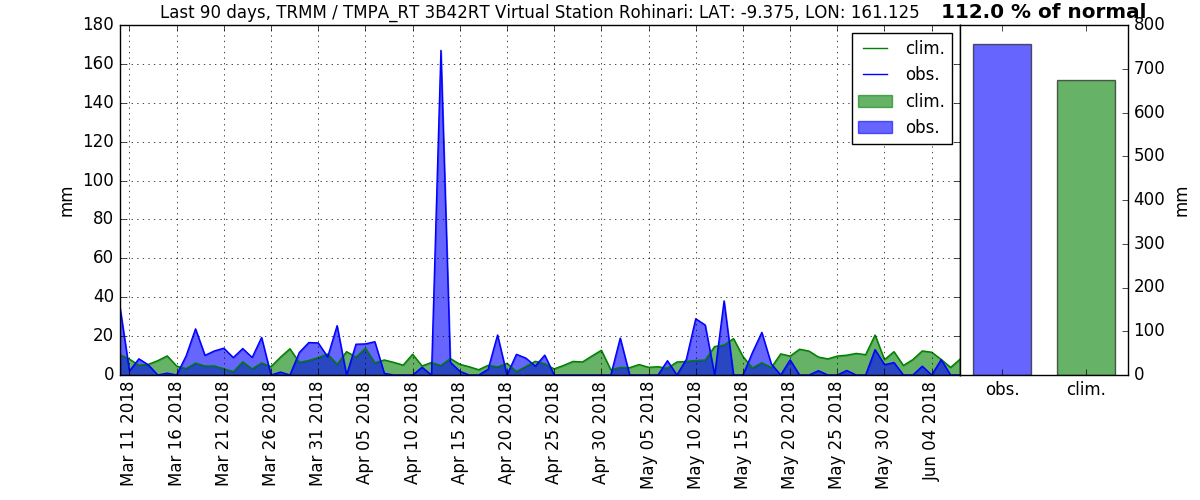 Last 90 days, TRMM / TMPA_RT 3B42RT Virtual Station Rohinari: LAT: -9.375, LON: 161.125
112.0 % of normal
180
160
140
120
100
80
60
40
20
0
mm
clim.
obs.
clim.
obs.
Mar 11 2018
Mar 16 2018
Mar 21 2018
Mar 26 2018
Mar 31 2018
Apr 05 2018
Apr 10 2018
Apr 15 2018
Apr 20 2018
Apr 25 2018
Apr 30 2018
May 05 2018
May 10 2018
May 15 2018
May 20 2018
May 25 2018
May 30 2018
Jun 04 2018
800
700
600
500
400
300
200
100
0
mm
obs.
clim.